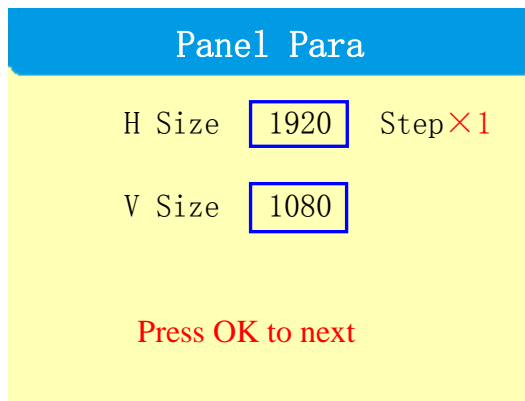 Panel Para
H Size 1920 Step×1
V Size 1080
Press OK to next